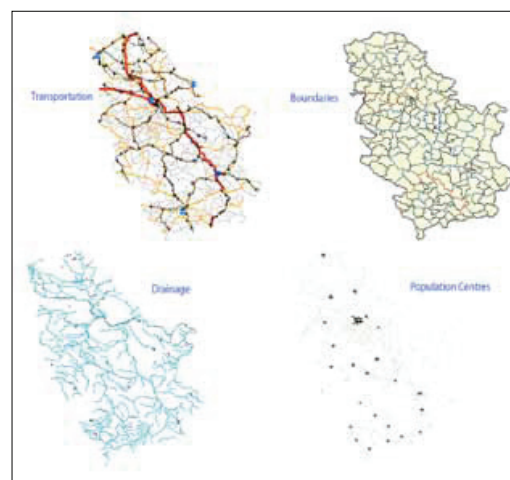 Transportation
Boundaries
Drainage
Population Centres